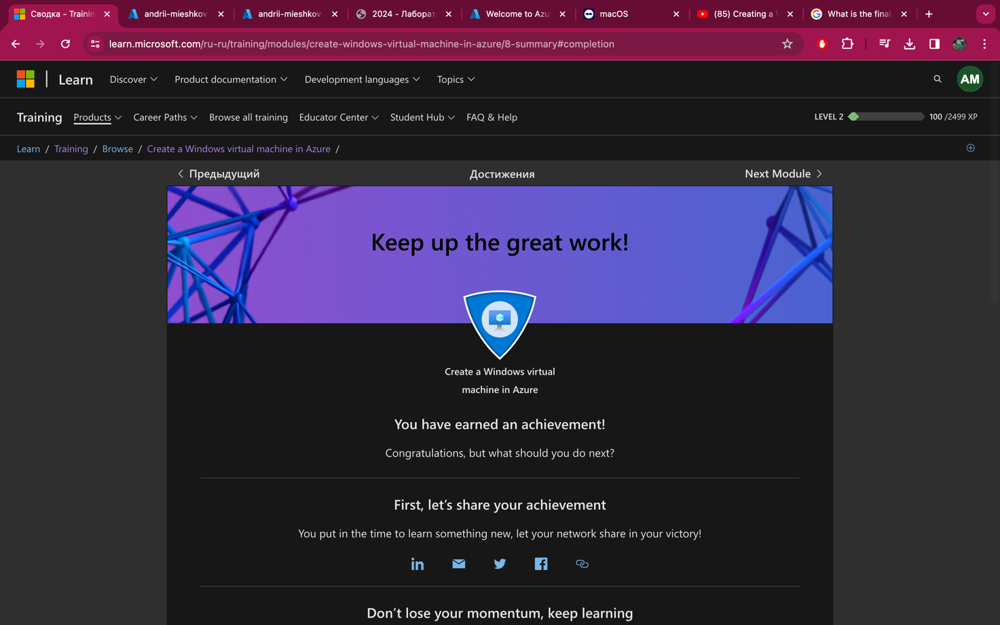 Сводка - Trainin
andrii-mieshkov
andrii-mieshkov
2024 - Лаборат
Welcome to Azu
macOS
(85) Creating a
What is the final
learn.microsoft.com/ru-ru/training/modules/create-windows-virtual-machine-in-azure/8-summary#completion
Learn
Discover
Product documentation
Development languages
Topics
AM
Training
Products
Career Paths
Browse all training
Educator Center
Student Hub
FAQ & Help
LEVEL 2
100 /2499 XP
Learn / Training / Browse / Create a Windows virtual machine in Azure /
Предыдущий
Достижения
Next Module
Keep up the great work!
Create a Windows virtual
machine in Azure
You have earned an achievement!
Congratulations, but what should you do next?
First, let’s share your achievement
You put in the time to learn something new, let your network share in your victory!
Don’t lose your momentum, keep learning